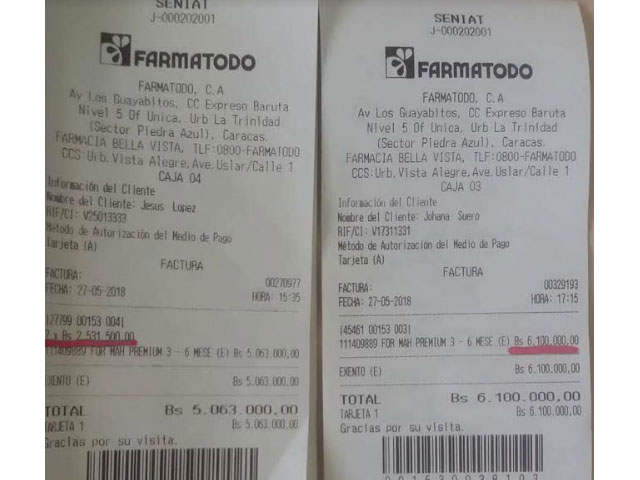 SENIAT
J-000202001
FARMATODO
FARMATODO, C.A
Av Los Guayabitos, CC Expreso Baruta
Nivel 5 Of Unica, Urb La Trinidad
(Sector Piedra Azul), Caracas.
FARMACIA BELLA VISTA, TLF:0800-FARMATODO
CCS:Urb.Vista Alegre,Ave.Uslar/Calle 1
CAJA 04
Información del Cliente
Nombre del Cliente: Jesus Lopez
RIF/CI: V25013333
Método de Autorización del Medio de Pago
Tarjeta (A)
FACTURA
FACTURA: 00270977
FECHA: 27-05-2018 HORA: 15:35
(27799 00153 004)
2 x Bs 2.531.500,00
111409889 FOR MAH PREMIUM 3 - 6 MESE (E) Bs 5.063.000,00
EXENTO (E) Bs 5.063.000,00
TOTAL Bs 5.063.000,00
TARJETA 1 Bs 5.063.000,00
Gracias por su visita.
SENIAT
J-000202001
FARMATODO
FARMATODO, C.A
Av Los Guayabitos, CC Expreso Baruta
Nivel 5 Of Unica, Urb La Trinidad
(Sector Piedra Azul), Caracas.
FARMACIA BELLA VISTA, TLF:0800-FARMATODO
CCS:Urb.Vista Alegre,Ave.Uslar/Calle 1
CAJA 03
Información del Cliente
Nombre del Cliente: Johana Suero
RIF/CI: V17311331
Método de Autorización del Medio de Pago
Tarjeta (A)
FACTURA
FACTURA: 00329193
FECHA: 27-05-2018 HORA: 17:15
(45461 00153 003)
111409889 FOR MAH PREMIUM 3 - 6 MESE (E) Bs 6.100.000,00
EXENTO (E) Bs 6.100.000,00
TOTAL Bs 6.100.000,00
TARJETA 1 Bs 6.100.000,00
Gracias por su visita.